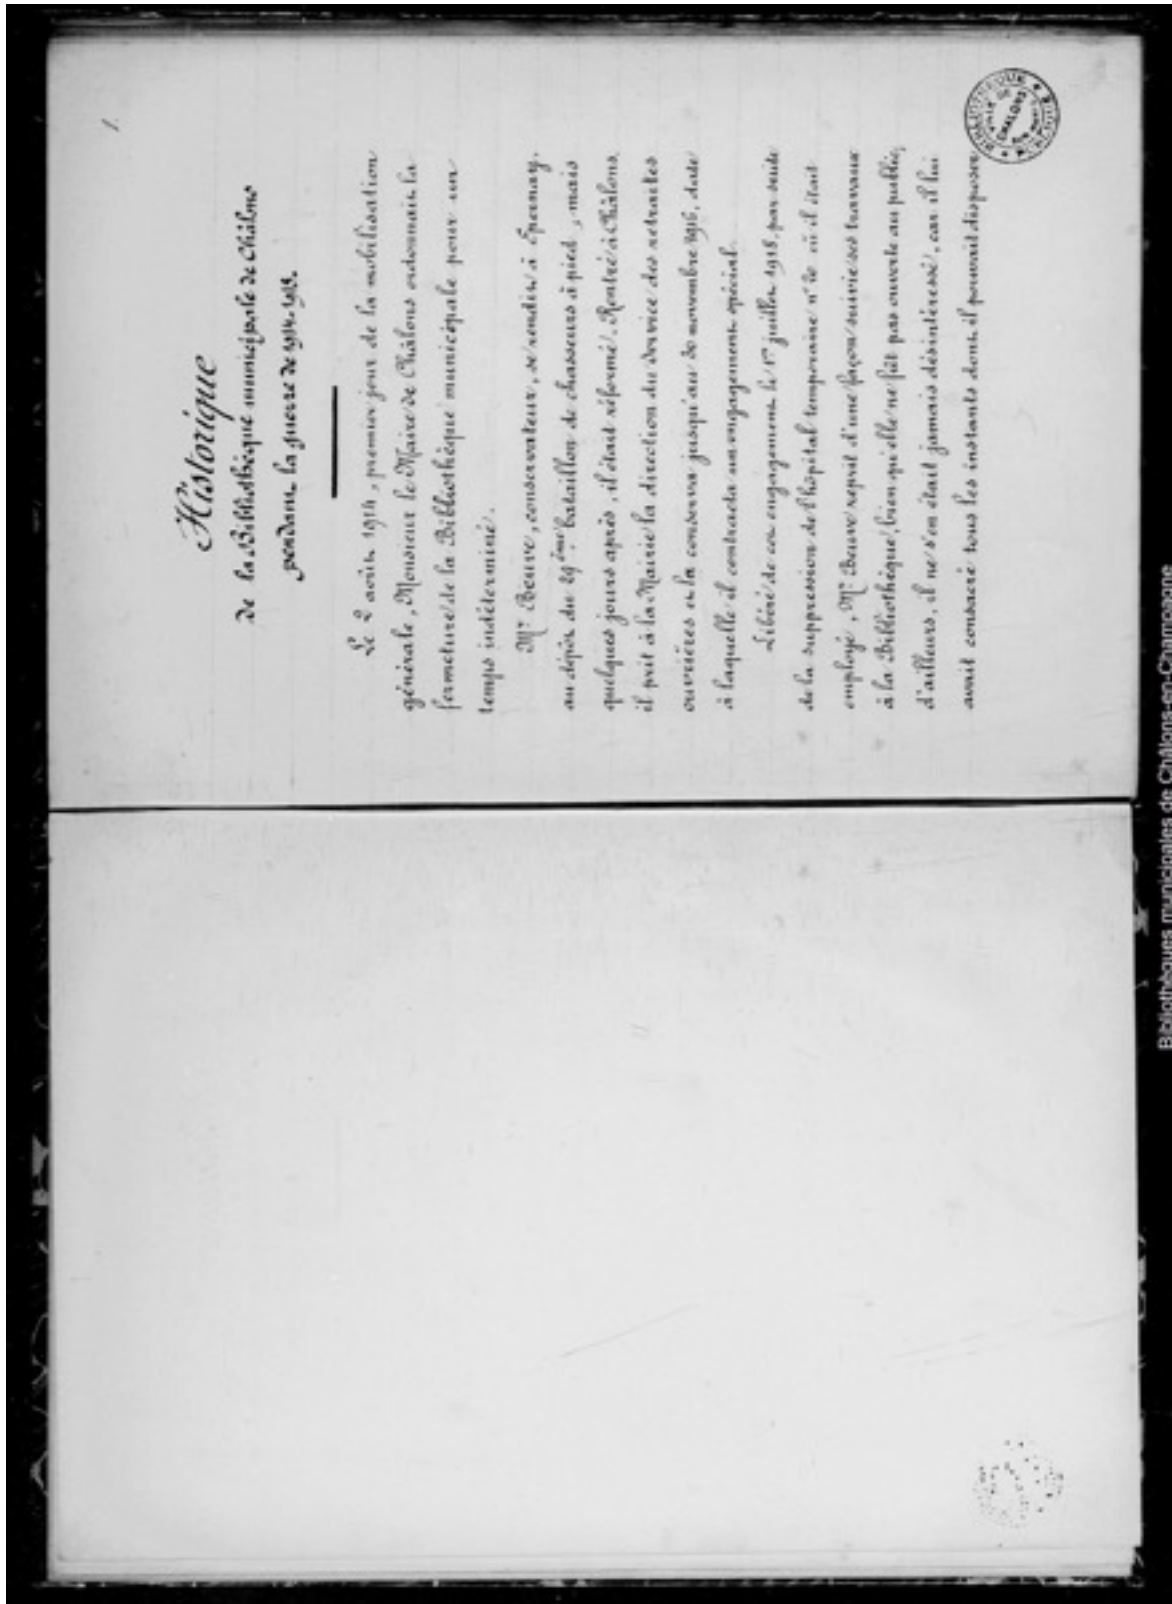 1.
Historique
de la Bibliothèque municipale de Châlons
pendant la guerre de 1914-1918.
Le 2 août 1914, premier jour de la mobilisation
générale, Monsieur le Maire de Châlons ordonnait la
fermeture de la Bibliothèque municipale pour un
temps indéterminé.
Mr Beuve, conservateur, se rendit à Épernay,
au dépôt du 29ème bataillon de chasseurs à pied, mais
quelques jours après, il était réformé. Rentré à Châlons,
il prit à la Mairie la direction du service des retraites
ouvrières et la conserva jusqu'au 30 novembre 1916, date
à laquelle il contracta un engagement spécial.
Libéré de cet engagement le 1er juillet 1918, par suite
de la suppression de l'hôpital temporaire n° 20 où il était
employé, Mr Beuve reprit d'une façon suivie ses travaux
à la Bibliothèque, bien qu'elle ne fût pas ouverte au public;
d'ailleurs, il ne s'en était jamais désintéressé, car il lui
avait consacré tous les instants dont il pouvait disposer
BIBLIOTHEQUE
VILLE DE
CHALONS
Bibliothèques municipales de Châlons-en-Champagne